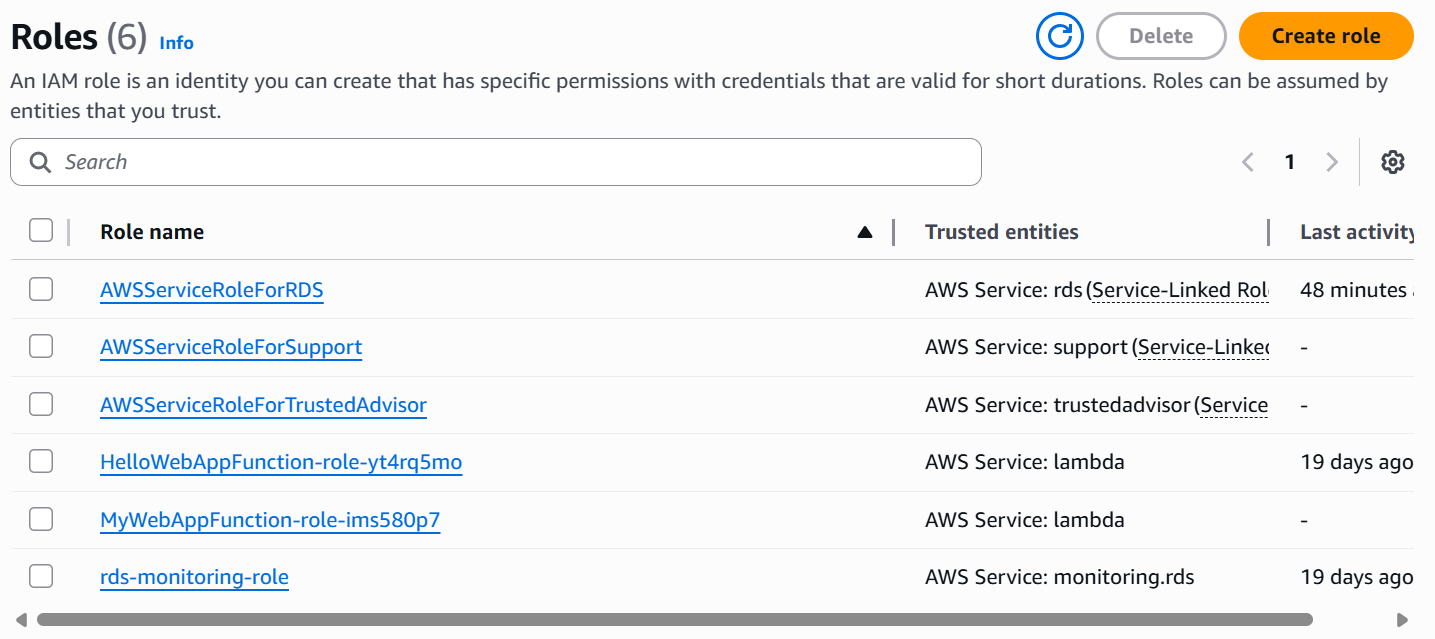 Roles (6) Info Delete Create role
An IAM role is an identity you can create that has specific permissions with credentials that are valid for short durations. Roles can be assumed by
entities that you trust.
Search 1
Role name Trusted entities Last activity
AWSServiceRoleForRDS AWS Service: rds (Service-Linked Rol 48 minutes
AWSServiceRoleForSupport AWS Service: support (Service-Linked -
AWSServiceRoleForTrustedAdvisor AWS Service: trustedadvisor (Service -
HelloWebAppFunction-role-yt4rq5mo AWS Service: lambda 19 days ago
MyWebAppFunction-role-ims580p7 AWS Service: lambda -
rds-monitoring-role AWS Service: monitoring.rds 19 days ago